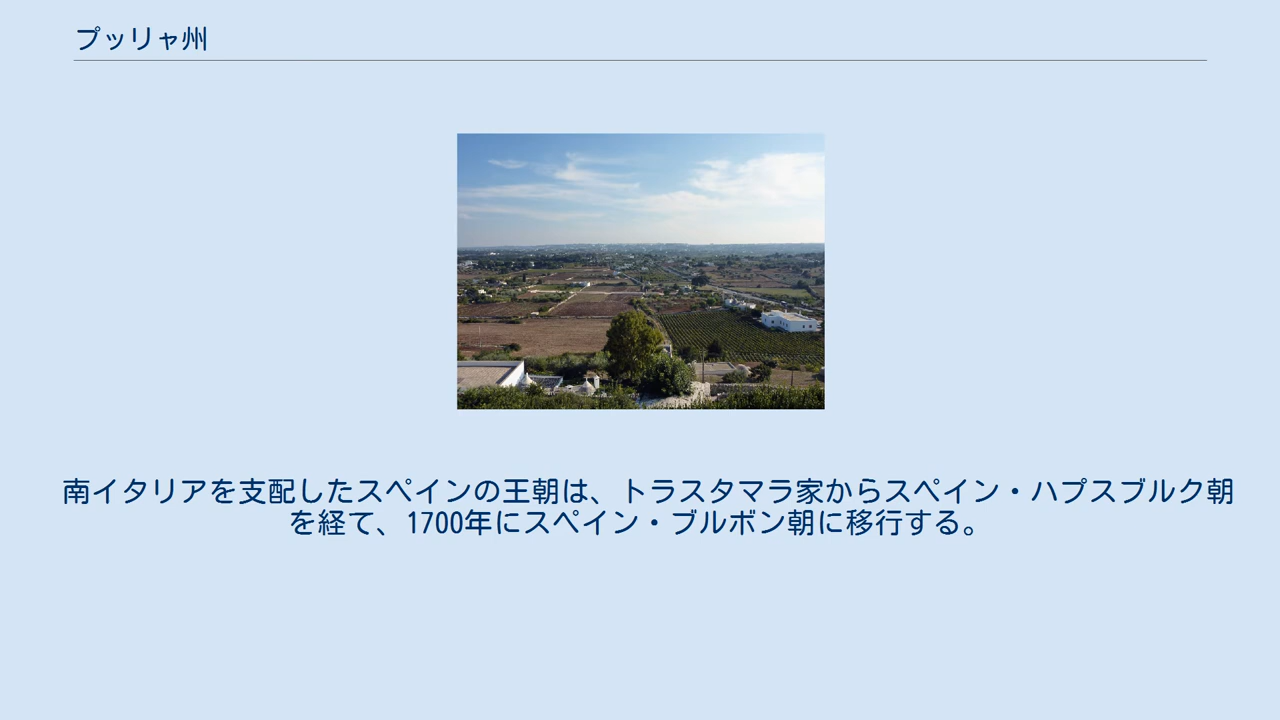 プッリャ州
南イタリアを支配したスペインの王朝は、トラスタマラ家からスペイン・ハプスブルク朝
を経て、1700年にスペイン・ブルボン朝に移行する。